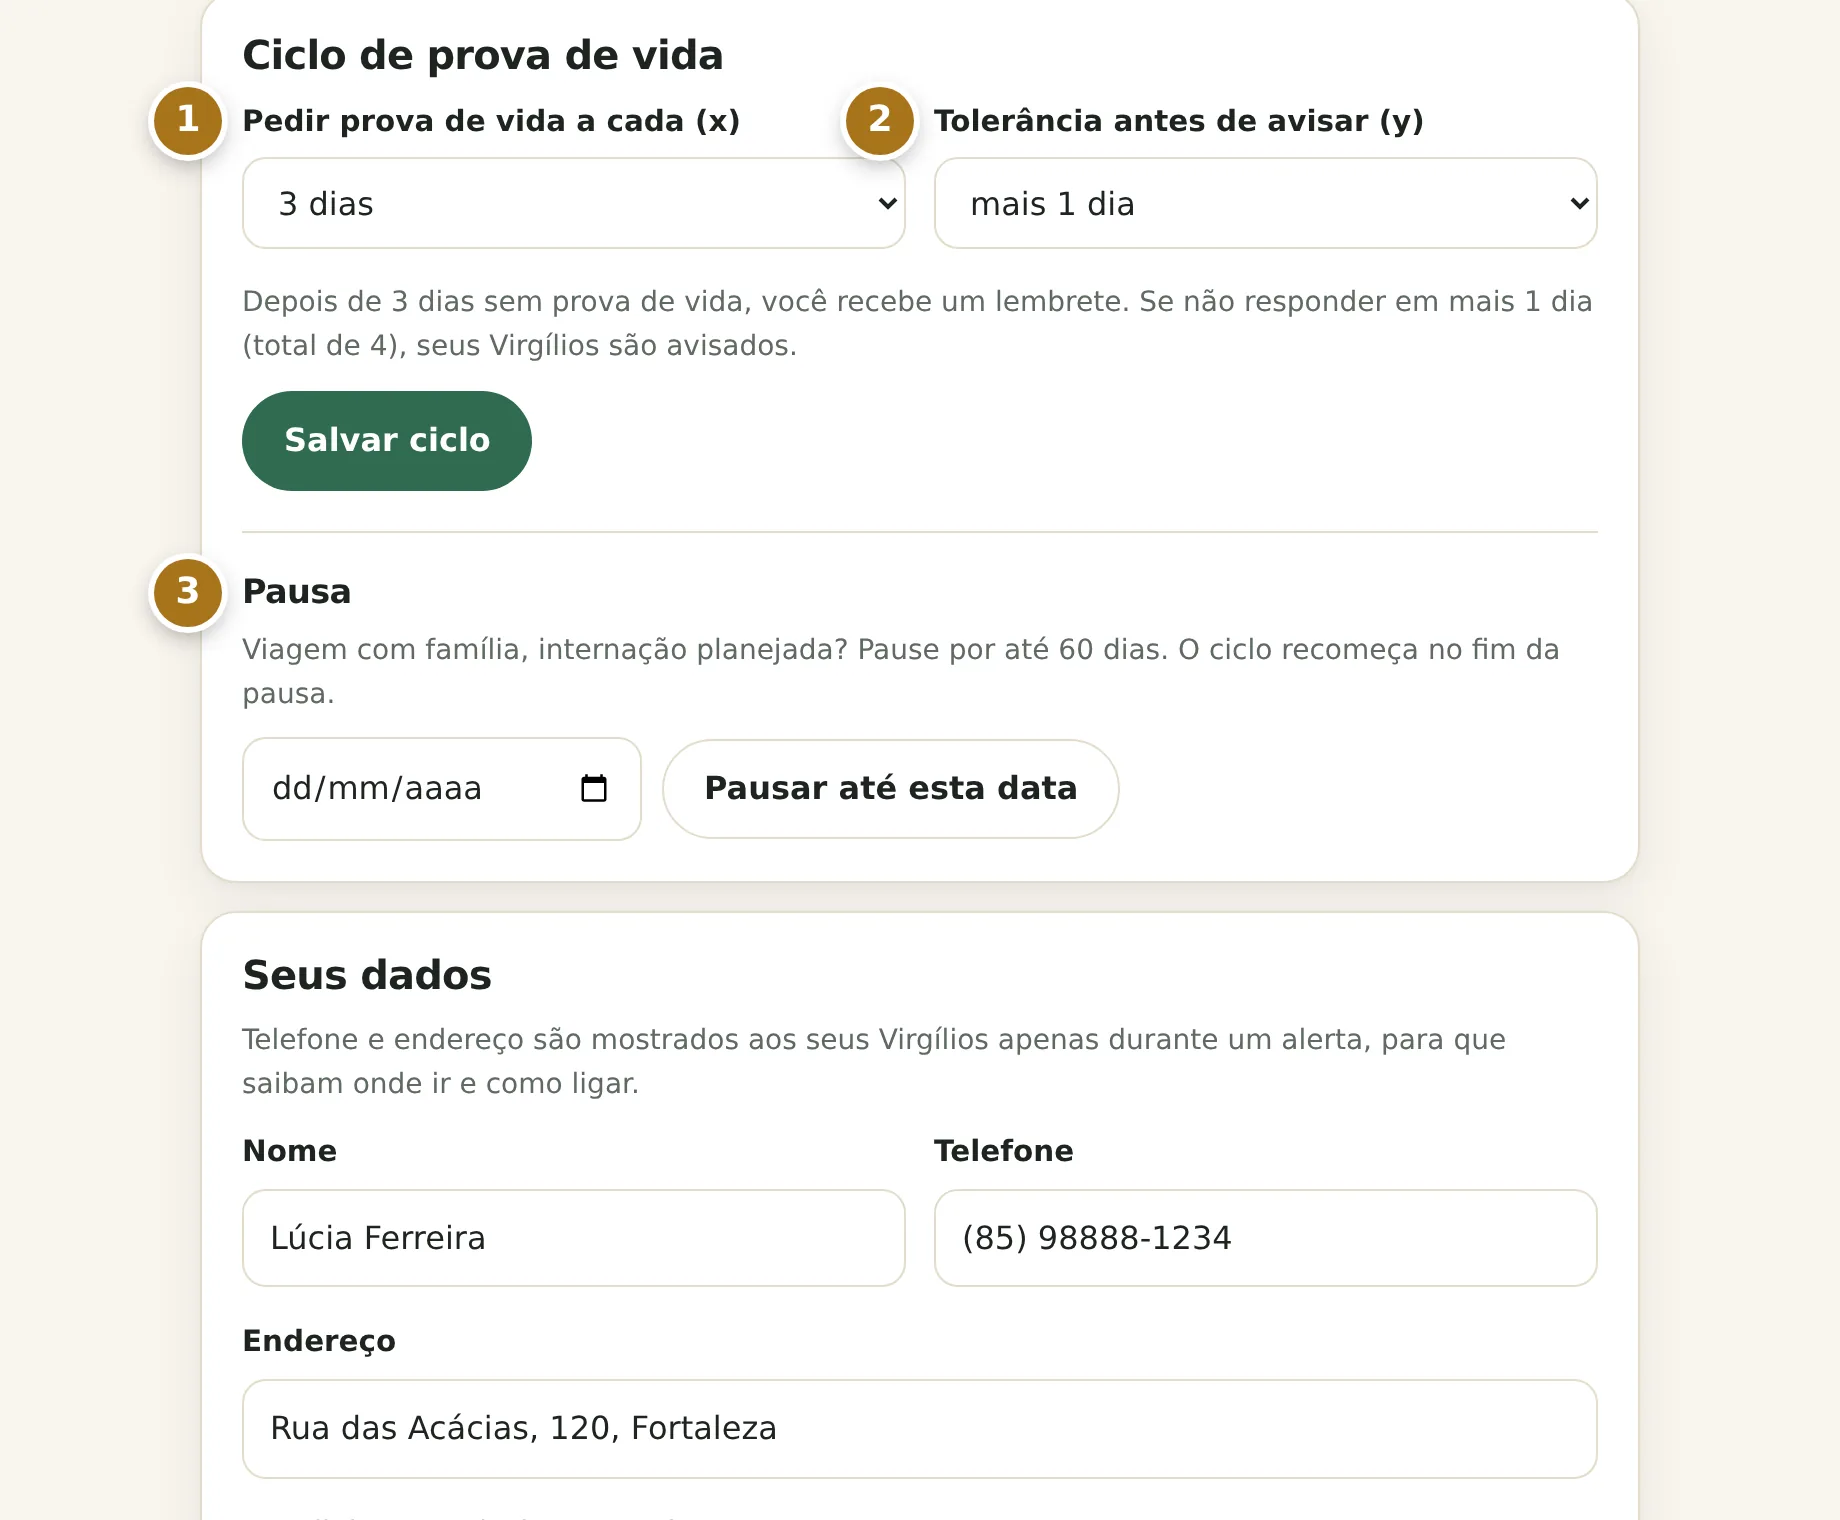 Ciclo de prova de vida
1 Pedir prova de vida a cada (x)
2 Tolerância antes de avisar (y)
3 dias
mais 1 dia
Depois de 3 dias sem prova de vida, você recebe um lembrete. Se não responder em mais 1 dia
(total de 4), seus Virgílios são avisados.
Salvar ciclo
3 Pausa
Viagem com família, internação planejada? Pause por até 60 dias. O ciclo recomeça no fim da
pausa.
dd/mm/aaaa
Pausar até esta data
Seus dados
Telefone e endereço são mostrados aos seus Virgílios apenas durante um alerta, para que
saibam onde ir e como ligar.
Nome
Telefone
Lúcia Ferreira
(85) 98888-1234
Endereço
Rua das Acácias, 120, Fortaleza